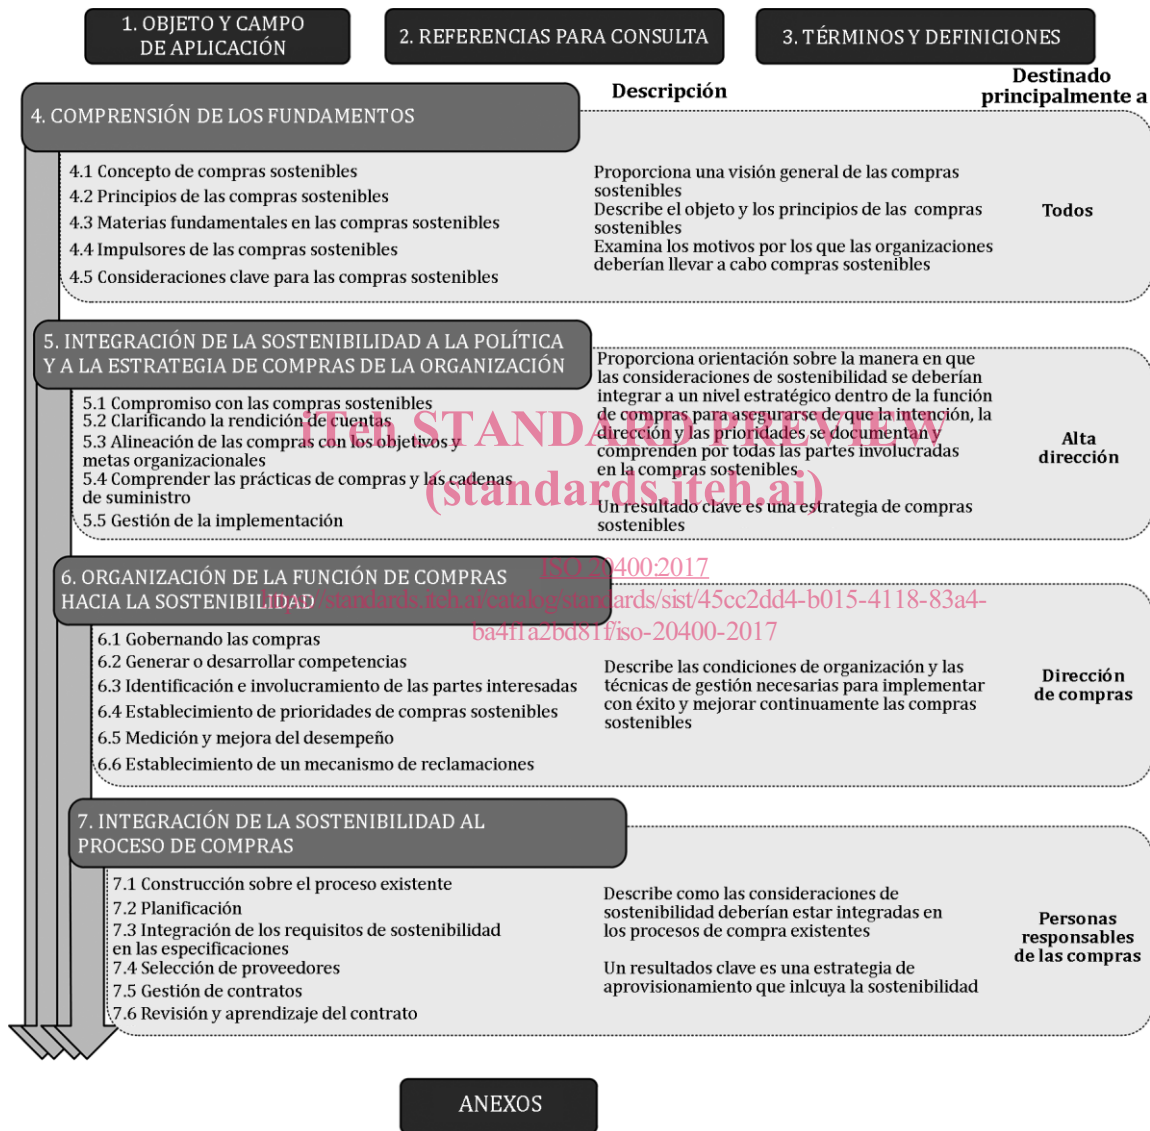 1. OBJETO Y CAMPO
DE APLICACIÓN
2. REFERENCIAS PARA CONSULTA
3. TÉRMINOS Y DEFINICIONES
Descripción
Destinado
principalmente a
4. COMPRENSIÓN DE LOS FUNDAMENTOS
4.1 Concepto de compras sostenibles
4.2 Principios de las compras sostenibles
4.3 Materias fundamentales en las compras sostenibles
4.4 Impulsores de las compras sostenibles
4.5 Consideraciones clave para las compras sostenibles
Proporciona una visión general de las compras
sostenibles
Describe el objeto y los principios de las compras
sostenibles
Examina los motivos por los que las organizaciones
deberían llevar a cabo compras sostenibles
Todos
5. INTEGRACIÓN DE LA SOSTENIBILIDAD A LA POLÍTICA
Y A LA ESTRATEGIA DE COMPRAS DE LA ORGANIZACIÓN
5.1 Compromiso con las compras sostenibles
5.2 Clarificando la rendición de cuentas
5.3 Alineación de las compras con los objetivos y
metas organizacionales
5.4 Comprender las prácticas de compras y las cadenas
de suministro
5.5 Gestión de la implementación
Proporciona orientación sobre la manera en que
las consideraciones de sostenibilidad se deberían
integrar a un nivel estratégico dentro de la función
de compras para asegurarse de que la intención, la
dirección y las prioridades se documentan y
comprenden por todas las partes involucradas
en la compras sostenibles
Un resultado clave es una estrategia de compras
sostenibles
Alta
dirección
iTeh STANDARD PREVIEW
(standards.iteh.ai)
ISO 20400:2017
https://standards.iteh.ai/catalog/standards/sist/45cc2dd4-b015-4118-83a4-
ba4f1a2bd81f/iso-20400-2017
6. ORGANIZACIÓN DE LA FUNCIÓN DE COMPRAS
HACIA LA SOSTENIBILIDAD
6.1 Gobernando las compras
6.2 Generar o desarrollar competencias
6.3 Identificación e involucramiento de las partes interesadas
6.4 Establecimiento de prioridades de compras sostenibles
6.5 Medición y mejora del desempeño
6.6 Establecimiento de un mecanismo de reclamaciones
Describe las condiciones de organización y las
técnicas de gestión necesarias para implementar
con éxito y mejorar continuamente las compras
sostenibles
Dirección
de compras
7. INTEGRACIÓN DE LA SOSTENIBILIDAD AL
PROCESO DE COMPRAS
7.1 Construcción sobre el proceso existente
7.2 Planificación
7.3 Integración de los requisitos de sostenibilidad
en las especificaciones
7.4 Selección de proveedores
7.5 Gestión de contratos
7.6 Revisión y aprendizaje del contrato
Describe como las consideraciones de
sostenibilidad deberían estar integradas en
los procesos de compra existentes
Un resultados clave es una estrategia de
aprovisionamiento que inlcuya la sostenibilidad
Personas
responsables
de las compras
ANEXOS